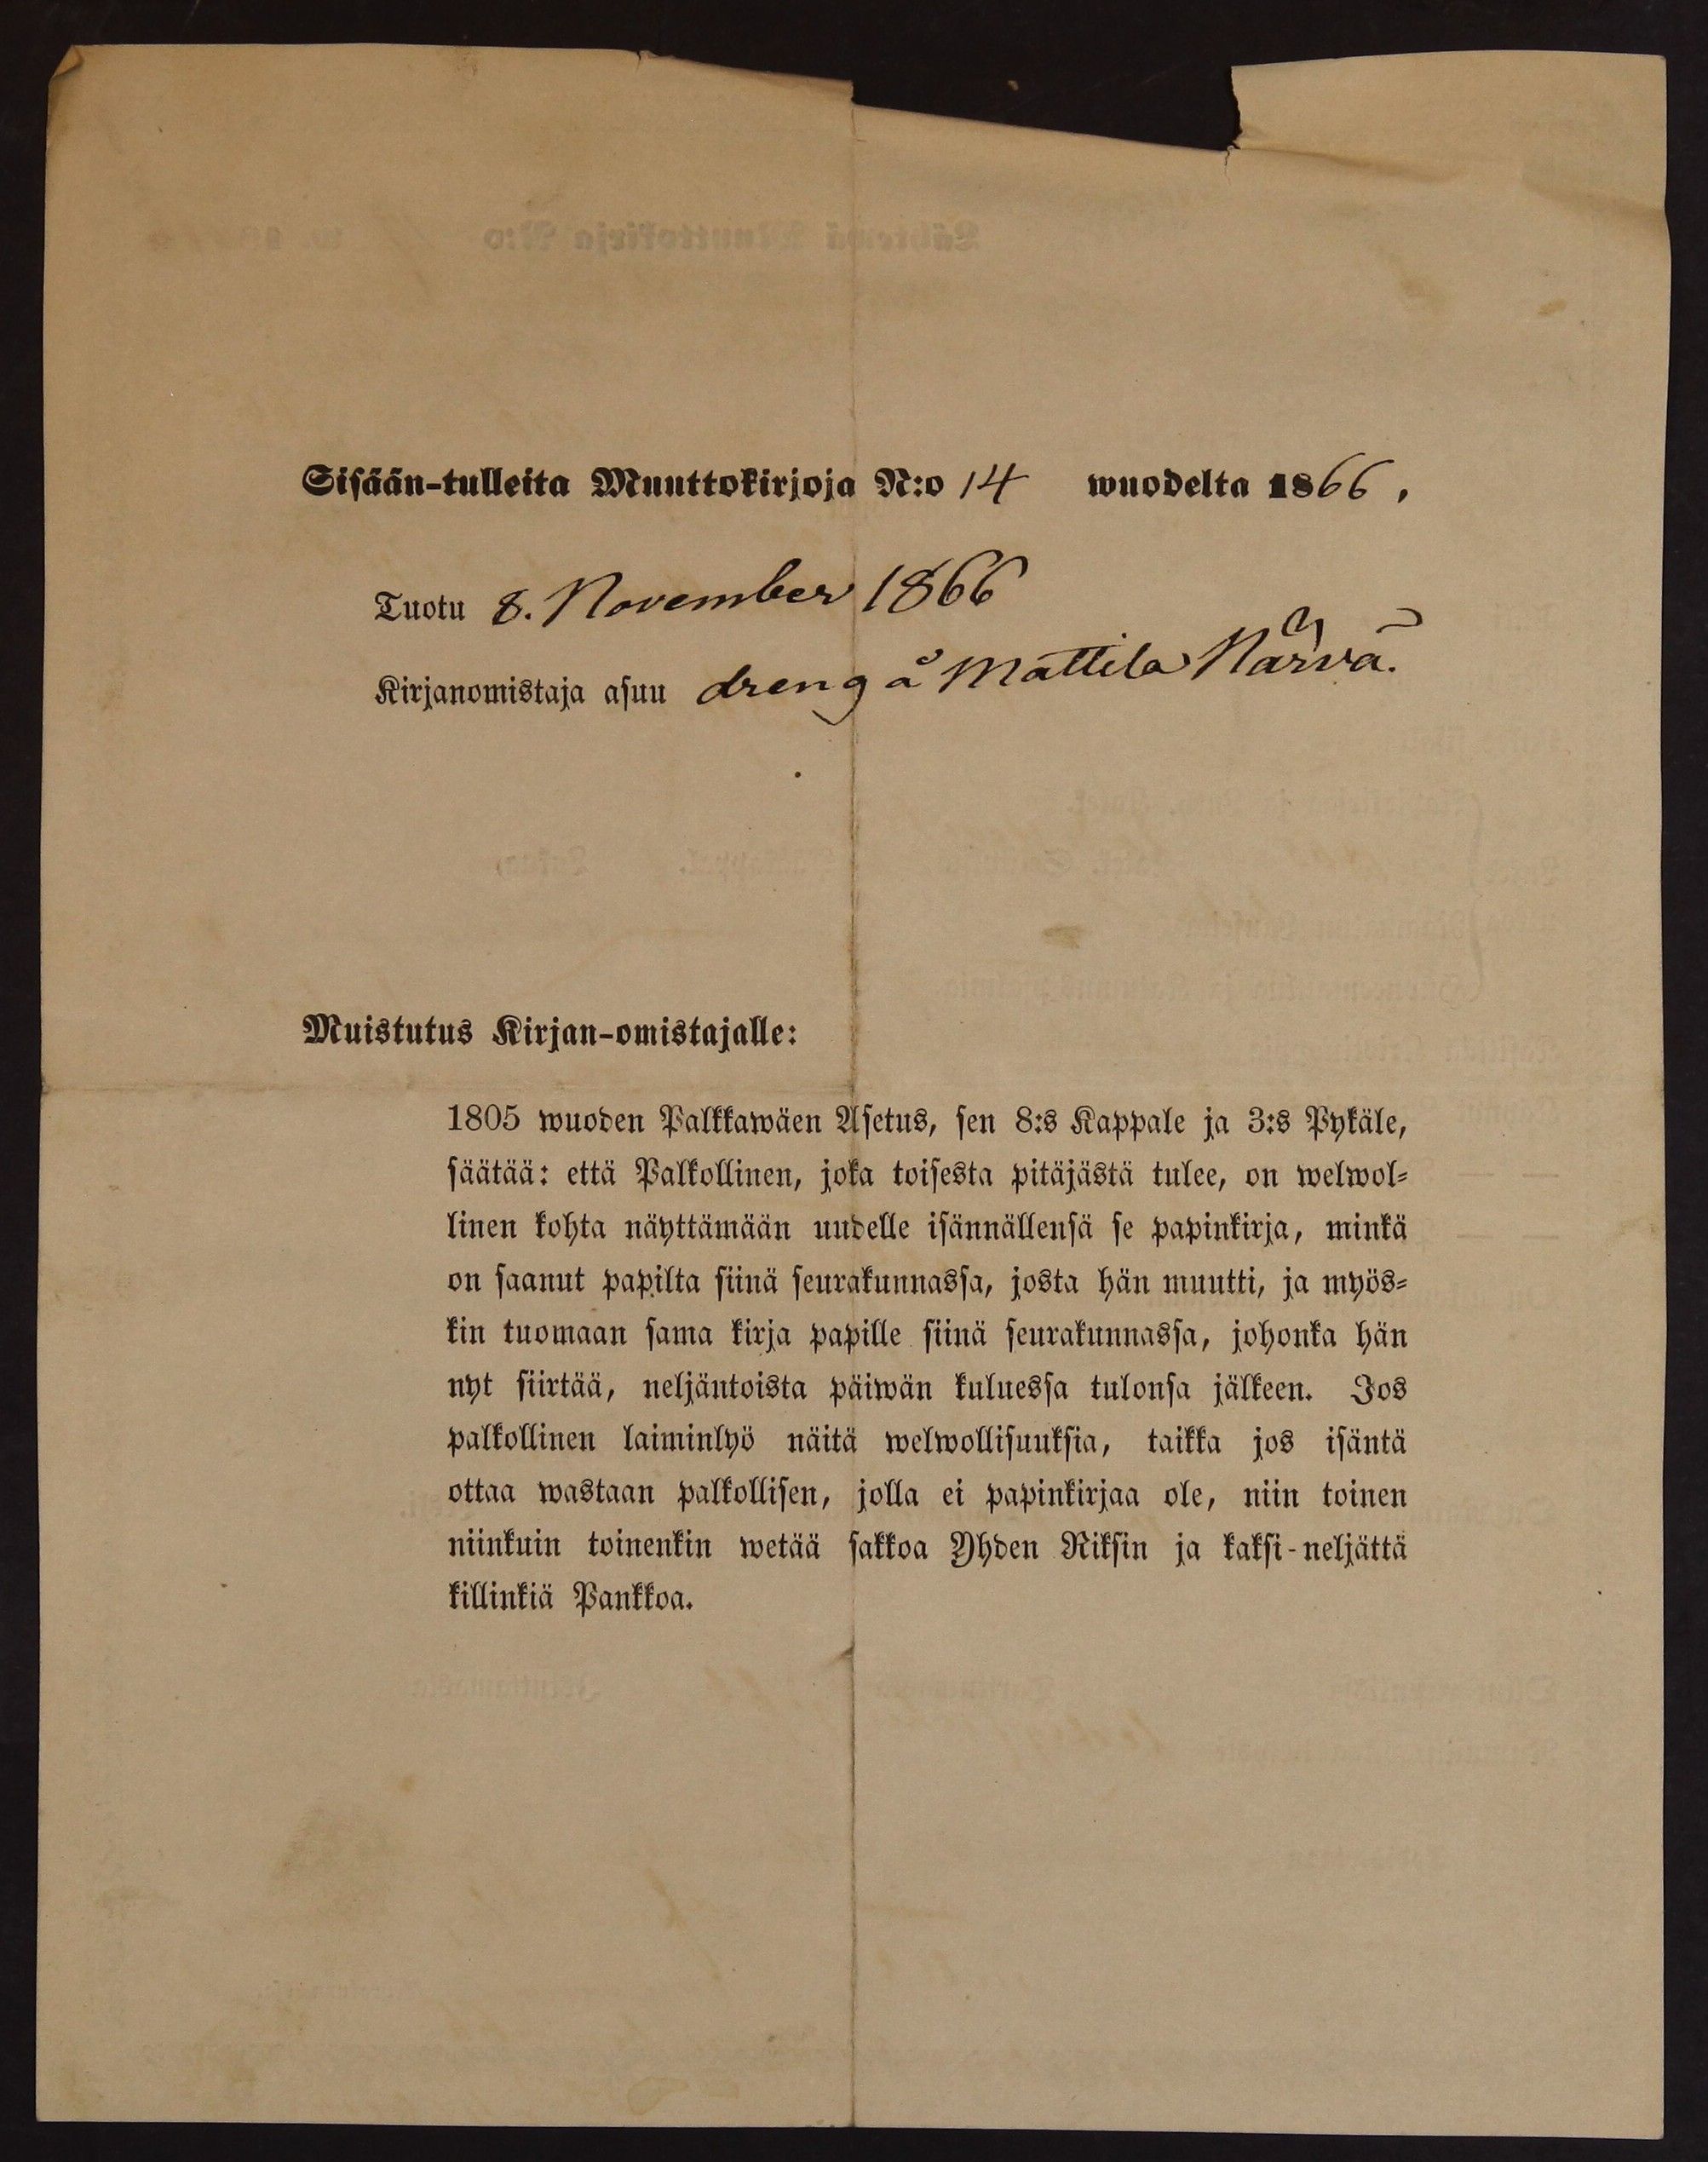 Sisään-tulleita Muuttokirjoja N:o 14 wuodelta 1866.
Tuotu 8. November 1866
Kirjanomistaja asuu dreng å Mattila Närvä.
Muistutus Kirjan-omistajalle:
1805 wuoden Palkkawäen Asetus, sen 8:s Kappale ja 3:s Pykäle,
säätää: että Palkollinen, joka toisesta pitäjästä tulee, on welwol-
linen kohta näyttämään uudelle isännällensä se papinkirja, minkä
on saanut papilta siinä seurakunnassa, josta hän muutti, ja myös-
kin tuomaan sama kirja papille siinä seurakunnassa, johonka hän
nyt siirtää, neljäntoista päiwän kuluessa tulonsa jälkeen. Jos
palkollinen laiminlyö näitä welwollisuuksia, taikka jos isäntä
ottaa wastaan palkollisen, jolla ei papinkirjaa ole, niin toinen
niinkuin toinenkin wetää sakkoa Yhden Riksin ja kaksi-neljättä
killinkiä Pankkoa.